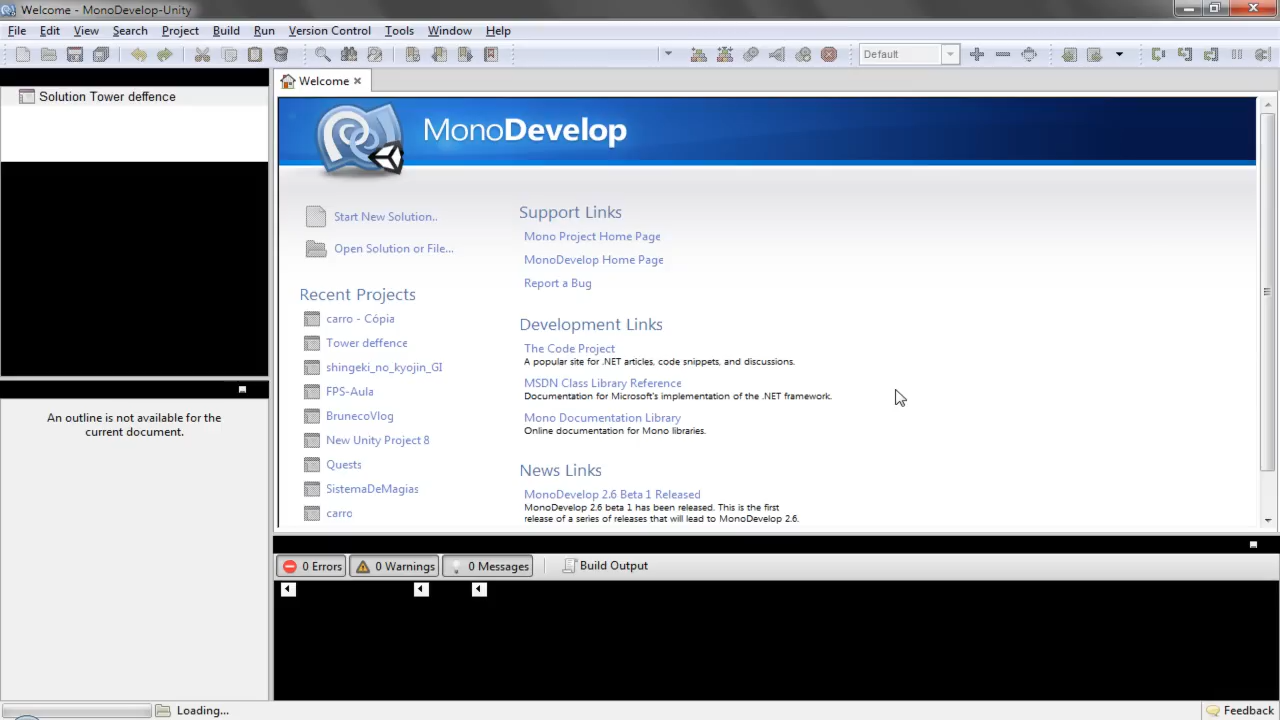 Welcome - MonoDevelop-Unity
File Edit View Search Project Build Run Version Control Tools Window Help
Default
Solution Tower deffence
Welcome
MonoDevelop
Start New Solution..
Open Solution or File...
Recent Projects
carro - Cópia
Tower deffence
shingeki_no_kyojin_GI
FPS-Aula
BrunecoVlog
New Unity Project 8
Quests
SistemaDeMagias
carro
Support Links
Mono Project Home Page
MonoDevelop Home Page
Report a Bug
Development Links
The Code Project
A popular site for .NET articles, code snippets, and discussions.
MSDN Class Library Reference
Documentation for Microsoft's implementation of the .NET framework.
Mono Documentation Library
Online documentation for Mono libraries.
News Links
MonoDevelop 2.6 Beta 1 Released
MonoDevelop 2.6 beta 1 has been released. This is the first
release of a series of releases that will lead to MonoDevelop 2.6.
An outline is not available for the
current document.
0 Errors 0 Warnings 0 Messages Build Output
Loading...
Feedback